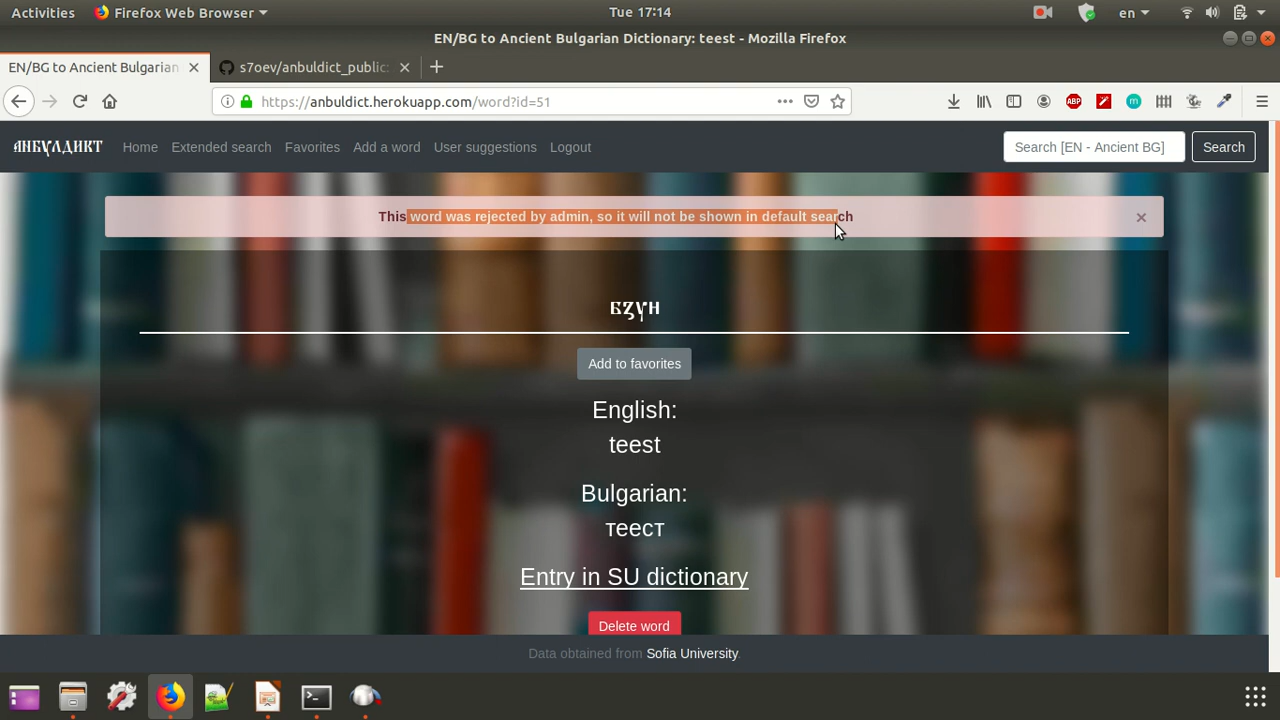 Activities Firefox Web Browser Tue 17:14 en
EN/BG to Ancient Bulgarian Dictionary: teest - Mozilla Firefox
EN/BG to Ancient Bulgarian s7oev/anbuldict_public:
https://anbuldict.herokuapp.com/word?id=51 ABP m
ѦНБѸЛДИКТ Home Extended search Favorites Add a word User suggestions Logout Search [EN - Ancient BG] Search
This word was rejected by admin, so it will not be shown in default search ×
БꙀѸН
Add to favorites
English:
teest
Bulgarian:
теест
Entry in SU dictionary
Delete word
Data obtained from Sofia University.